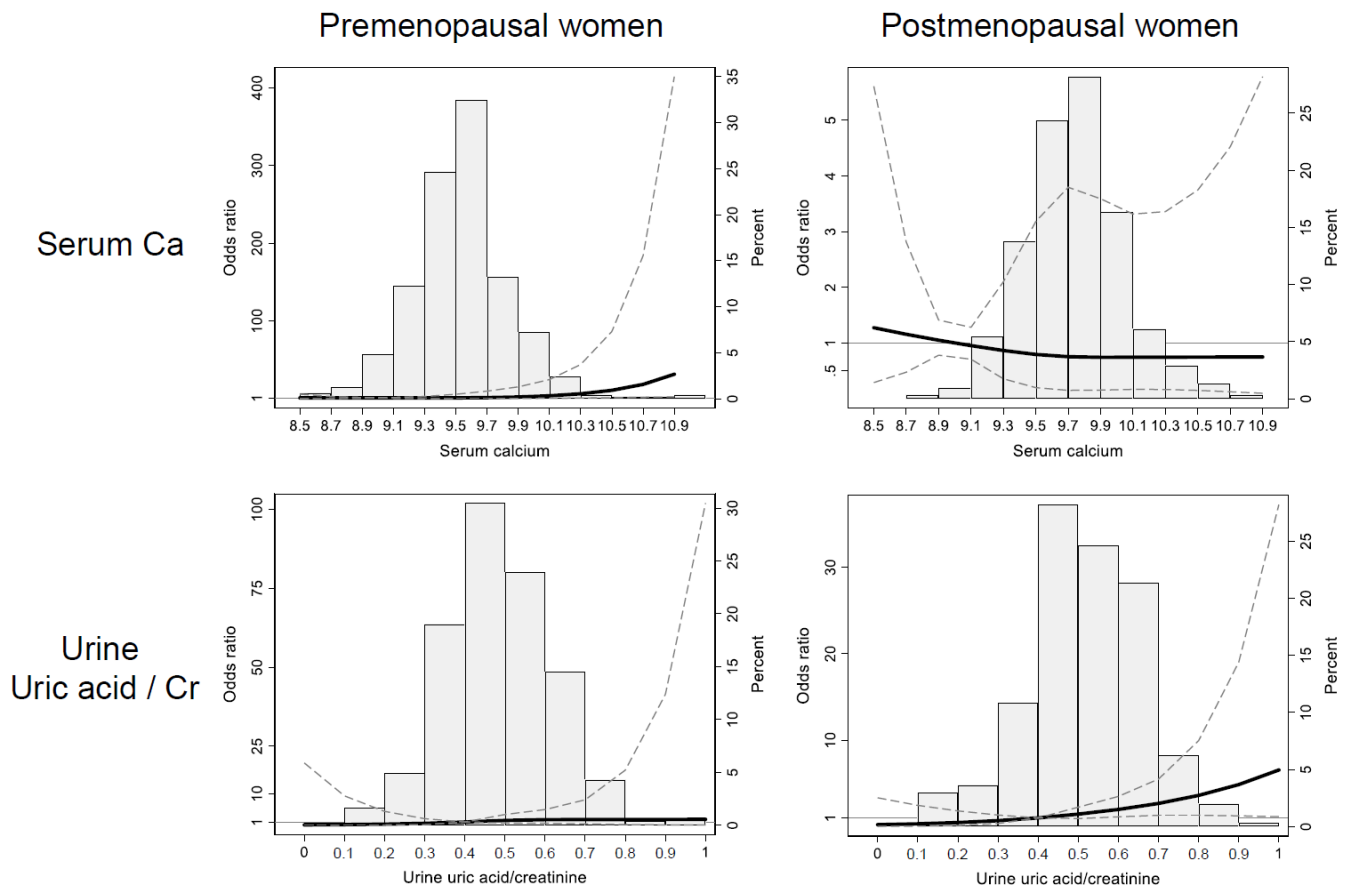 Premenopausal women
Postmenopausal women
Serum Ca
Odds ratio
400
300
200
100
1
35
30
25
20
15
10
5
0
Percent
8.5 8.7 8.9 9.1 9.3 9.5 9.7 9.9 10.1 10.3 10.5 10.7 10.9
Serum calcium
Odds ratio
5
4
3
2
1
.5
25
20
15
10
5
0
Percent
8.5 8.7 8.9 9.1 9.3 9.5 9.7 9.9 10.1 10.3 10.5 10.7 10.9
Serum calcium
Urine
Uric acid / Cr
Odds ratio
100
75
50
25
10
1
30
25
20
15
10
5
0
Percent
0 0.1 0.2 0.3 0.4 0.5 0.6 0.7 0.8 0.9 1
Urine uric acid/creatinine
Odds ratio
30
20
10
1
25
20
15
10
5
0
Percent
0 0.1 0.2 0.3 0.4 0.5 0.6 0.7 0.8 0.9 1
Urine uric acid/creatinine